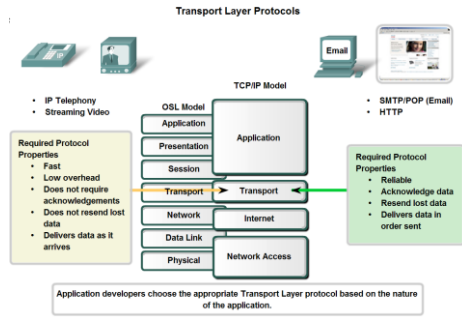 Transport Layer Protocols
Email
• IP Telephony
• Streaming Video
TCP/IP Model
• SMTP/POP (Email)
• HTTP
OSL Model
Application
Presentation
Session
Transport
Network
Data Link
Physical
Application
Transport
Internet
Network Access
Required Protocol
Properties
• Fast
• Low overhead
• Does not require
acknowledgements
• Does not resend lost
data
• Delivers data as it
arrives
Required Protocol
Properties
• Reliable
• Acknowledge data
• Resend lost data
• Delivers data in
order sent
Application developers choose the appropriate Transport Layer protocol based on the nature
of the application.